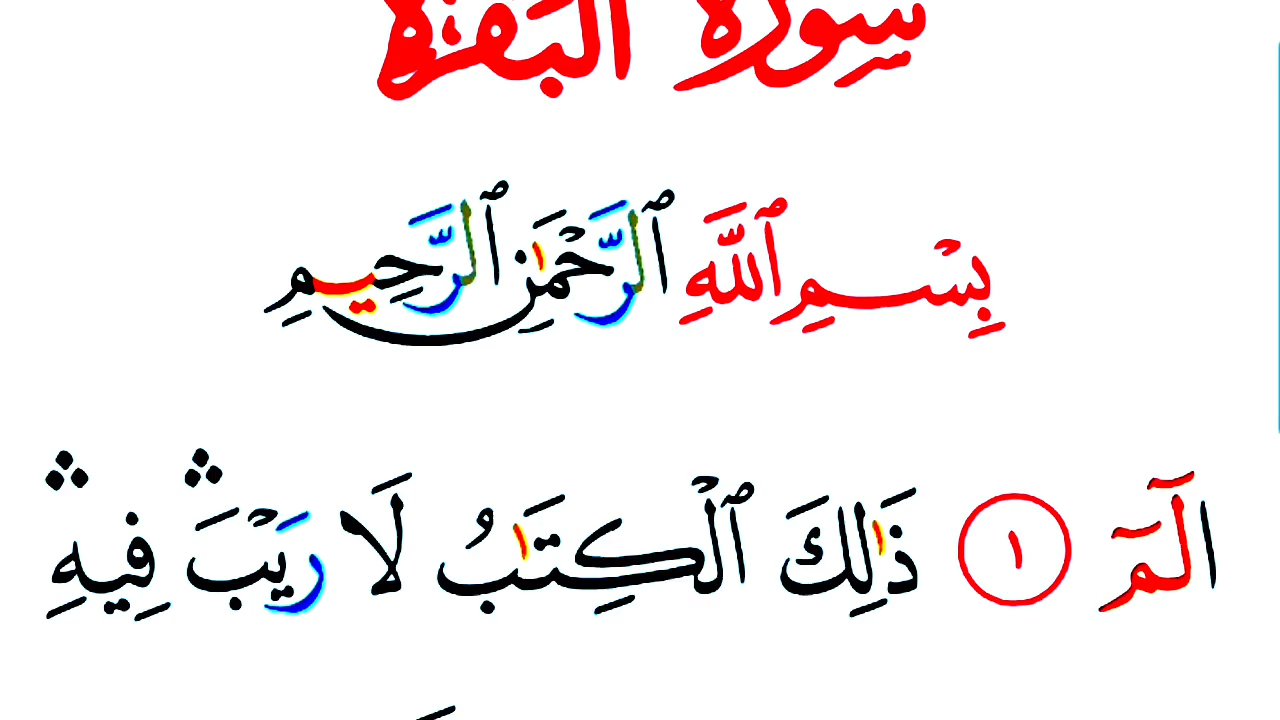 سورة البقرة
بِسْمِ ٱللَّهِ ٱلرَّحْمَٰنِ ٱلرَّحِيمِ
الٓمٓ ١ ذَٰلِكَ ٱلْكِتَٰبُ لَا رَيْبَ ۛ فِيهِ ۛ